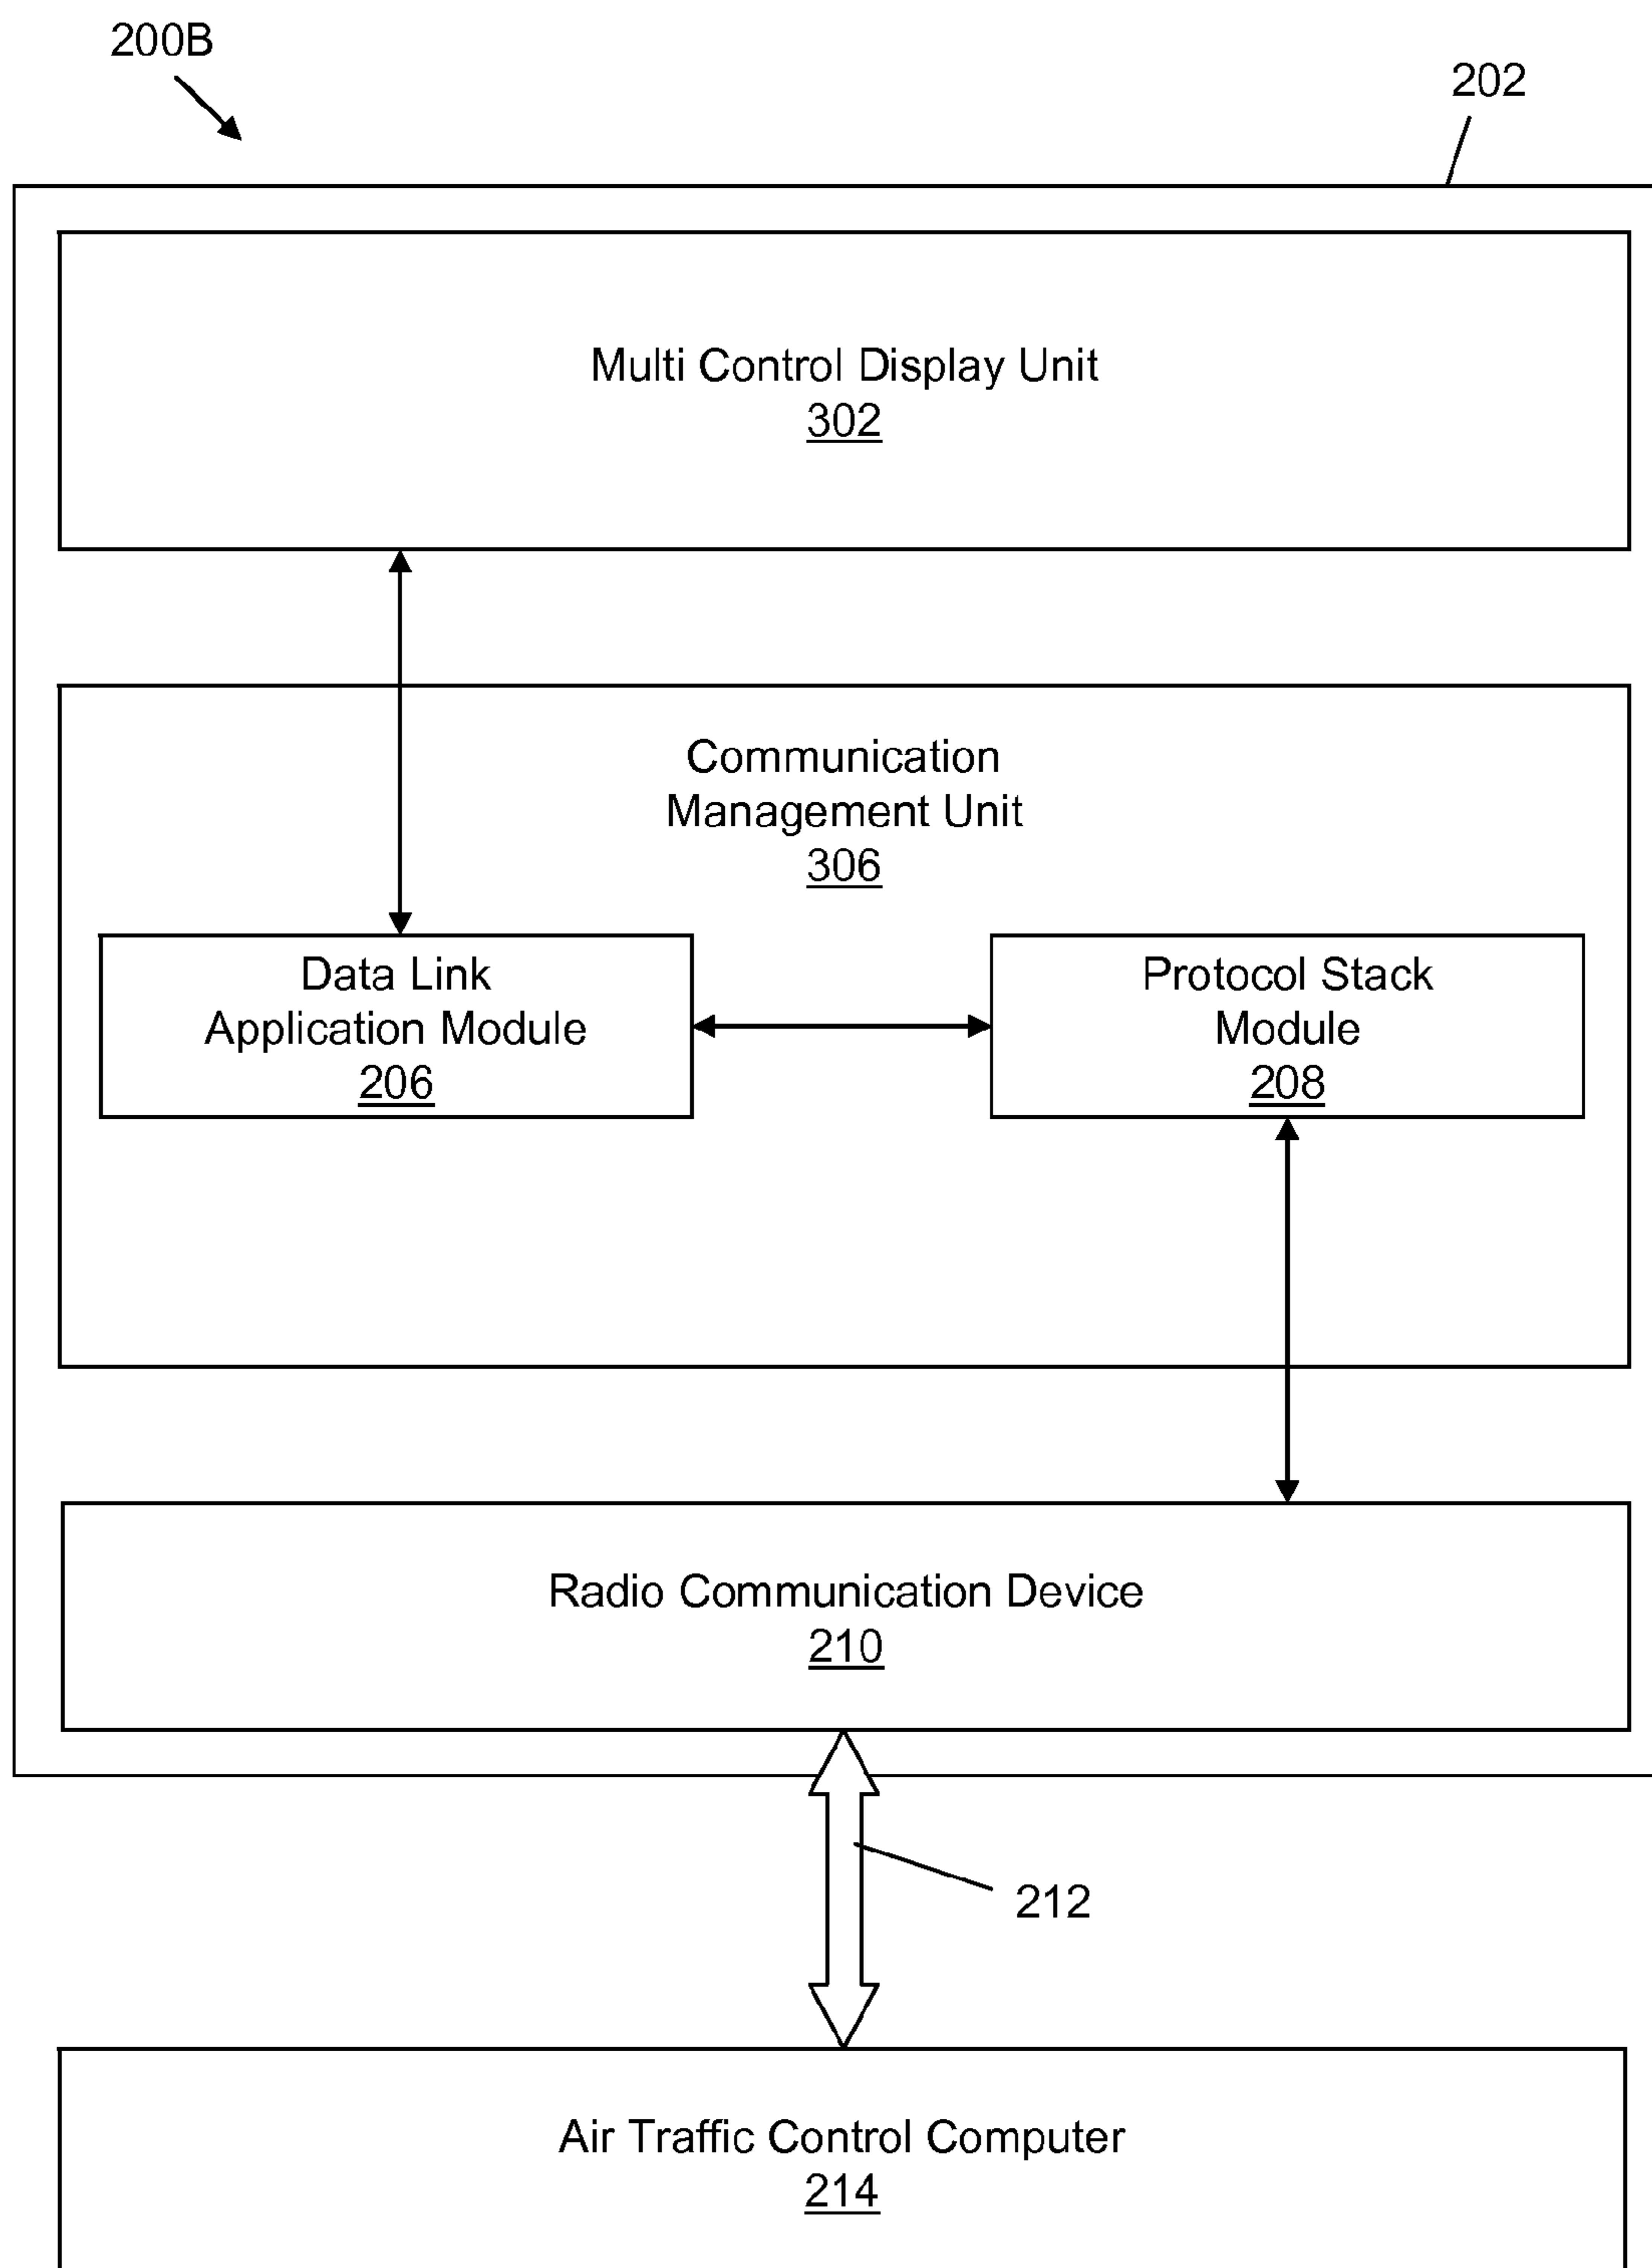 200B
202
Multi Control Display Unit
302
Communication
Management Unit
306
Data Link
Application Module
206
Protocol Stack
Module
208
Radio Communication Device
210
212
Air Traffic Control Computer
214